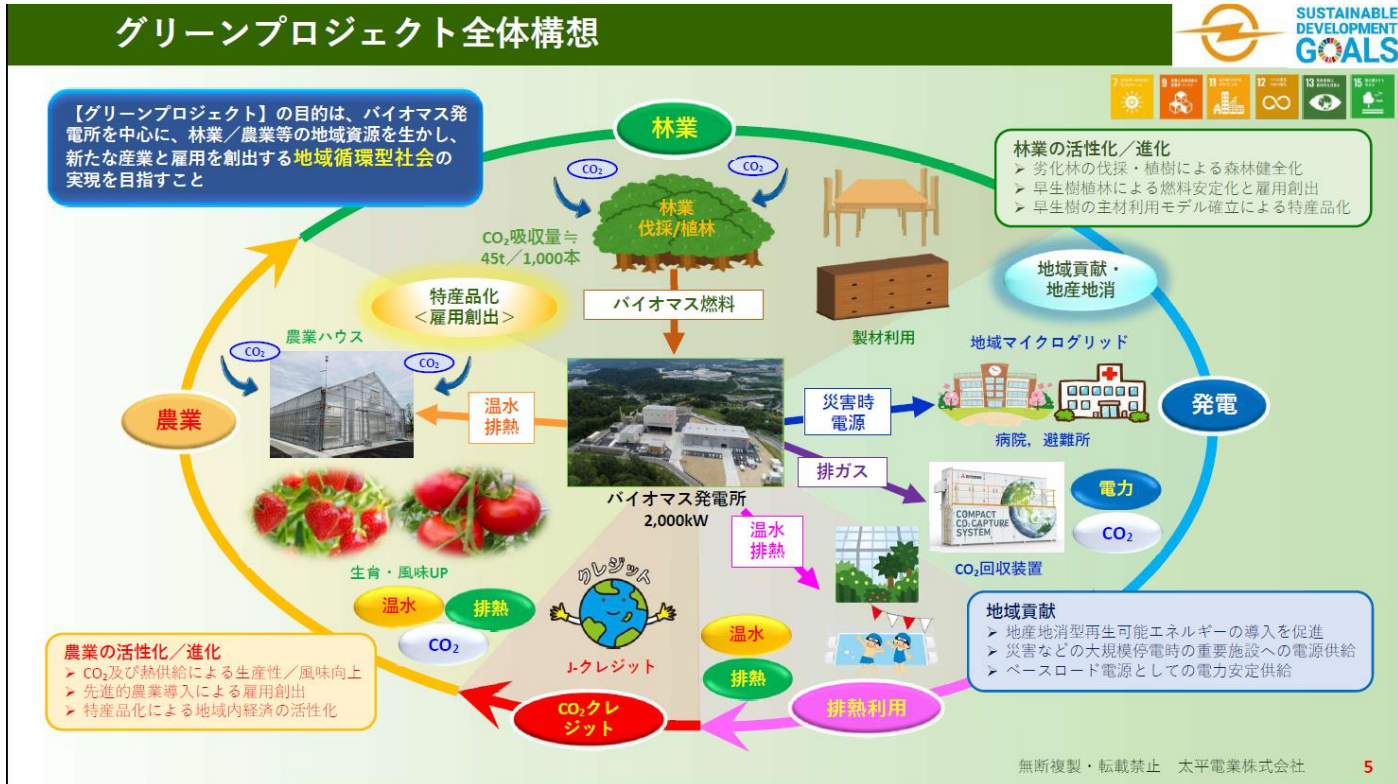 グリーンプロジェクト全体構想
SUSTAINABLE
DEVELOPMENT
GOALS
7
9
11
12
13
15
【グリーンプロジェクト】の目的は、バイオマス発
電所を中心に、林業／農業等の地域資源を生かし、
新たな産業と雇用を創出する地域循環型社会の
実現を目指すこと
林業
林業の活性化／進化
➢ 劣化林の伐採・植樹による森林健全化
➢ 早生樹植林による燃料安定化と雇用創出
➢ 早生樹の主材利用モデル確立による特産品化
CO₂
CO₂
林業
伐採/植林
CO₂吸収量≒
45t／1,000本
特産品化
＜雇用創出＞
バイオマス燃料
製材利用
地域貢献・
地産地消
農業ハウス
CO₂
CO₂
農業
温水
排熱
地域マイクログリッド
災害時
電源
病院，避難所
発電
排ガス
バイオマス発電所
2,000kW
COMPACT
CO₂ CAPTURE
SYSTEM
電力
CO₂
CO₂回収装置
温水
排熱
生育・風味UP
温水
排熱
CO₂
クレジット
J-クレジット
温水
排熱
農業の活性化／進化
➢ CO₂及び熱供給による生産性／風味向上
➢ 先進的農業導入による雇用創出
➢ 特産品化による地域内経済の活性化
CO₂クレ
ジット
排熱利用
地域貢献
➢ 地産地消型再生可能エネルギーの導入を促進
➢ 災害などの大規模停電時の重要施設への電源供給
➢ ベースロード電源としての電力安定供給
無断複製・転載禁止　太平電業株式会社
5